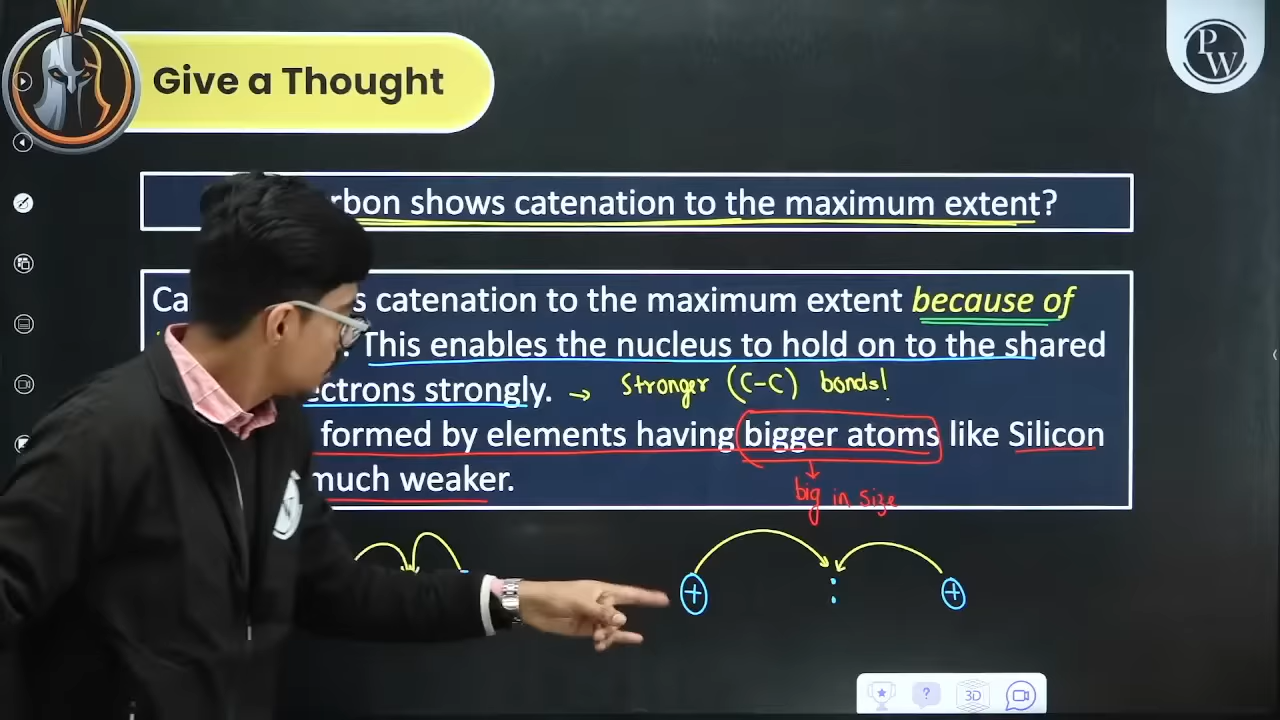 Give a Thought
PW
rbon shows catenation to the maximum extent?
Ca s catenation to the maximum extent because of
. This enables the nucleus to hold on to the shared
ectrons strongly. → Stronger (C-C) bonds!
formed by elements having bigger atoms like Silicon
much weaker.
big in size
+ : +
? 3D